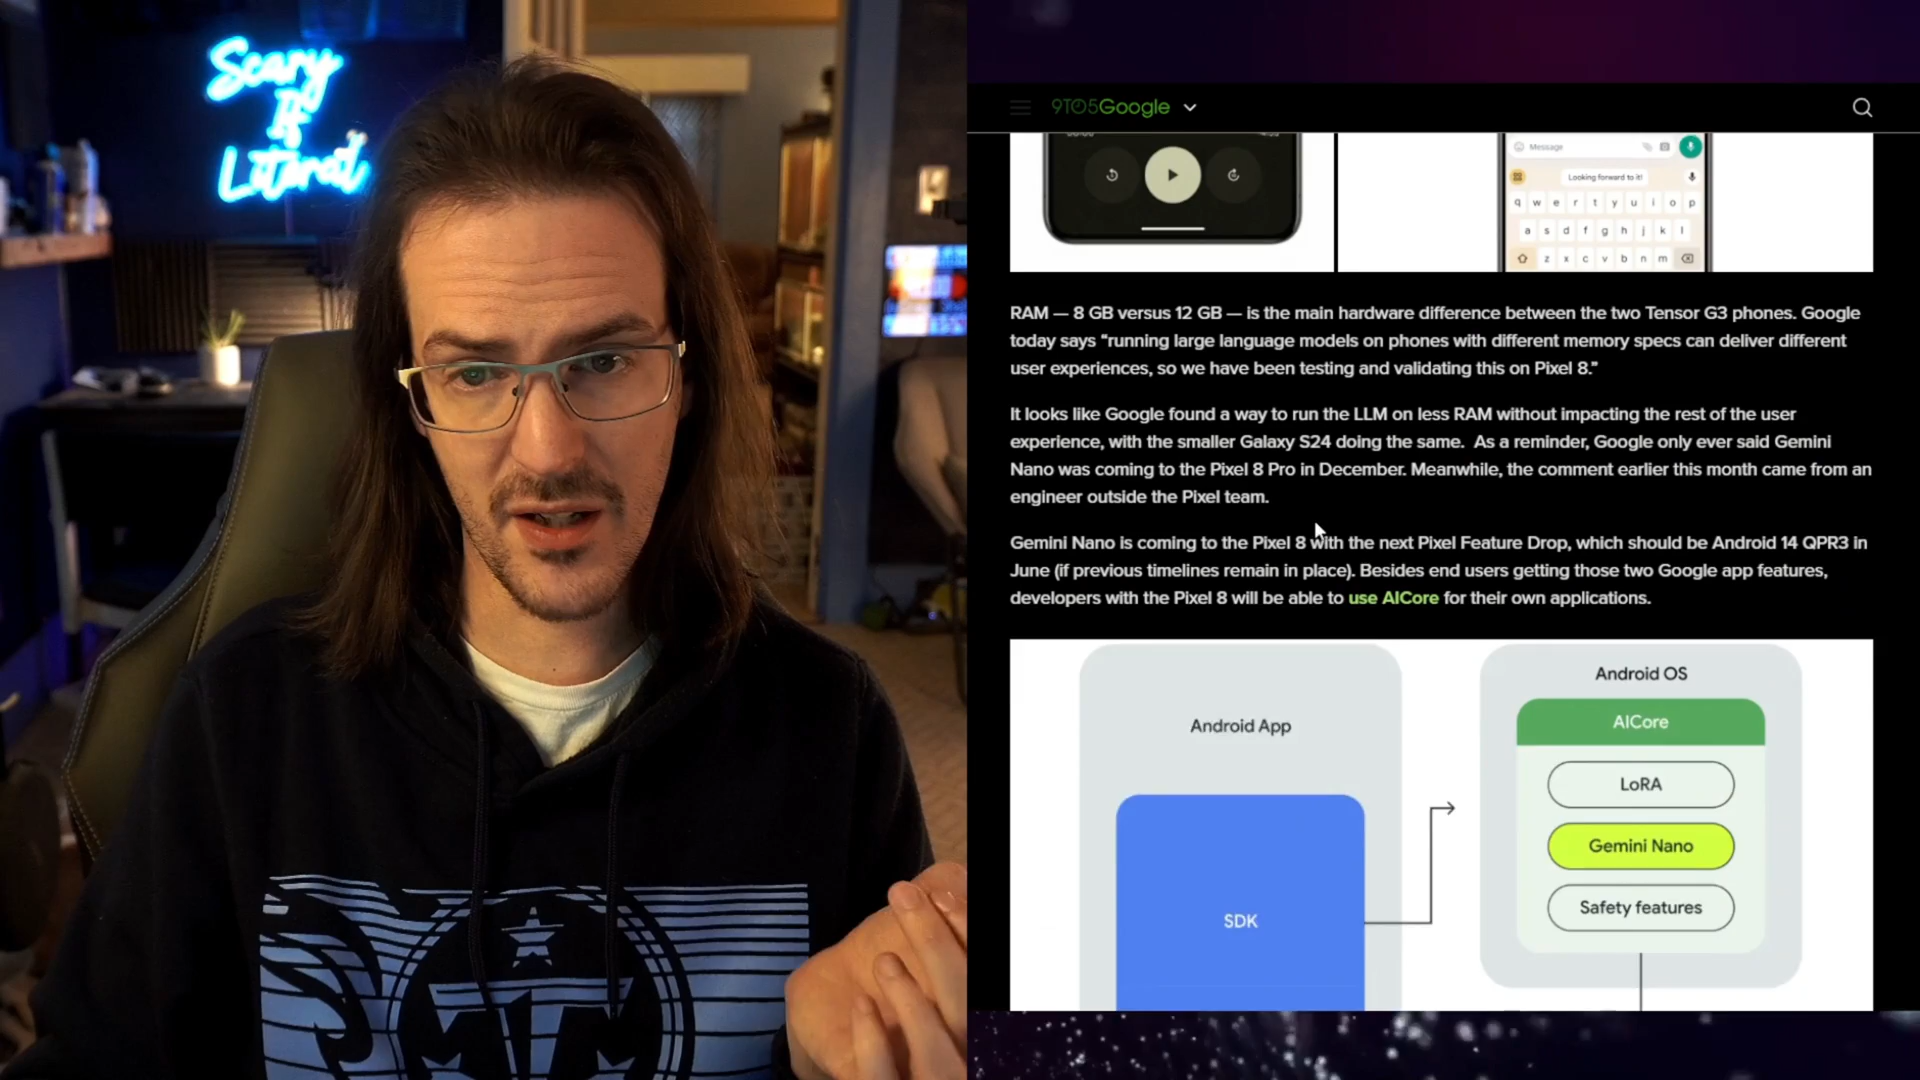 Scary
If
Literal
9TO5Google
Message
Looking forward to it!
q w e r t y u i o p
a s d f g h j k l
z x c v b n m
RAM — 8 GB versus 12 GB — is the main hardware difference between the two Tensor G3 phones. Google
today says “running large language models on phones with different memory specs can deliver different
user experiences, so we have been testing and validating this on Pixel 8.”
It looks like Google found a way to run the LLM on less RAM without impacting the rest of the user
experience, with the smaller Galaxy S24 doing the same. As a reminder, Google only ever said Gemini
Nano was coming to the Pixel 8 Pro in December. Meanwhile, the comment earlier this month came from an
engineer outside the Pixel team.
Gemini Nano is coming to the Pixel 8 with the next Pixel Feature Drop, which should be Android 14 QPR3 in
June (if previous timelines remain in place). Besides end users getting those two Google app features,
developers with the Pixel 8 will be able to use AICore for their own applications.
Android App
SDK
Android OS
AICore
LoRA
Gemini Nano
Safety features